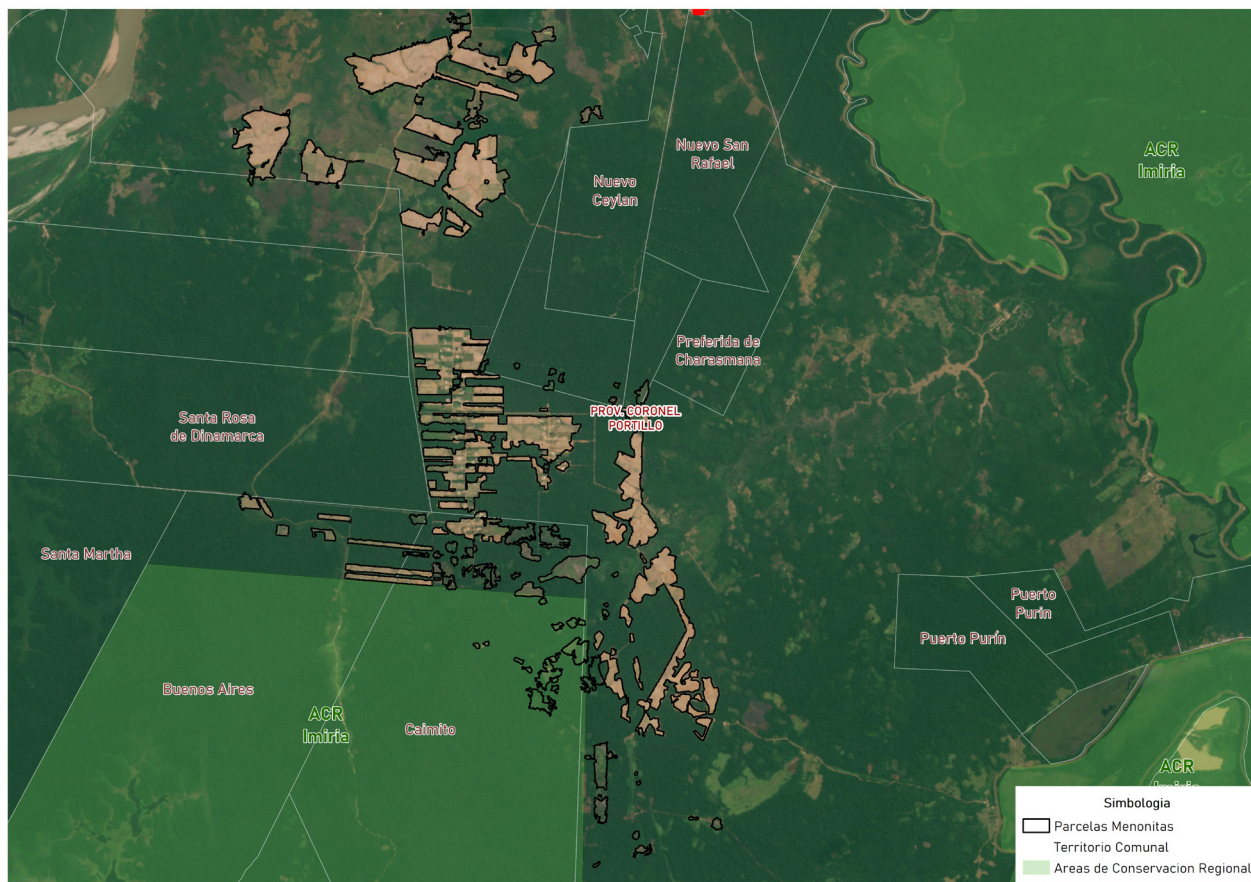 ACR
Imiria
Nuevo San
Rafael
Nuevo
Ceylan
Preferida de
Charasmana
PROV. CORONEL
PORTILLO
Santa Rosa
de Dinamarca
Santa Martha
Puerto
Purin
Puerto Purín
Buenos Aires
ACR
Imiria
Caimito
ACR
Imiria
Simbologia
Parcelas Menonitas
Territorio Comunal
Areas de Conservacion Regional